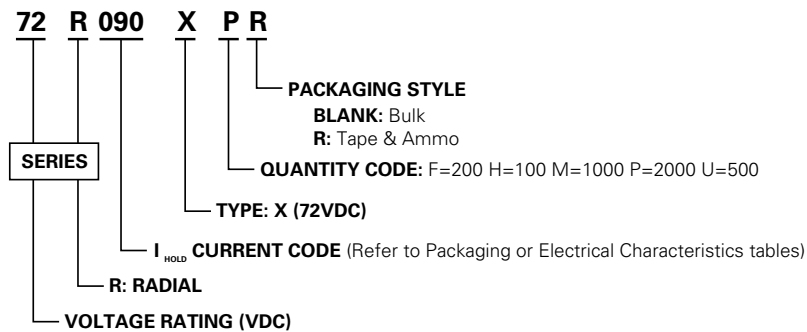 72 R 090 X P R
PACKAGING STYLE
BLANK: Bulk
R: Tape & Ammo
SERIES
QUANTITY CODE: F=200 H=100 M=1000 P=2000 U=500
TYPE: X (72VDC)
I HOLD CURRENT CODE (Refer to Packaging or Electrical Characteristics tables)
R: RADIAL
VOLTAGE RATING (VDC)